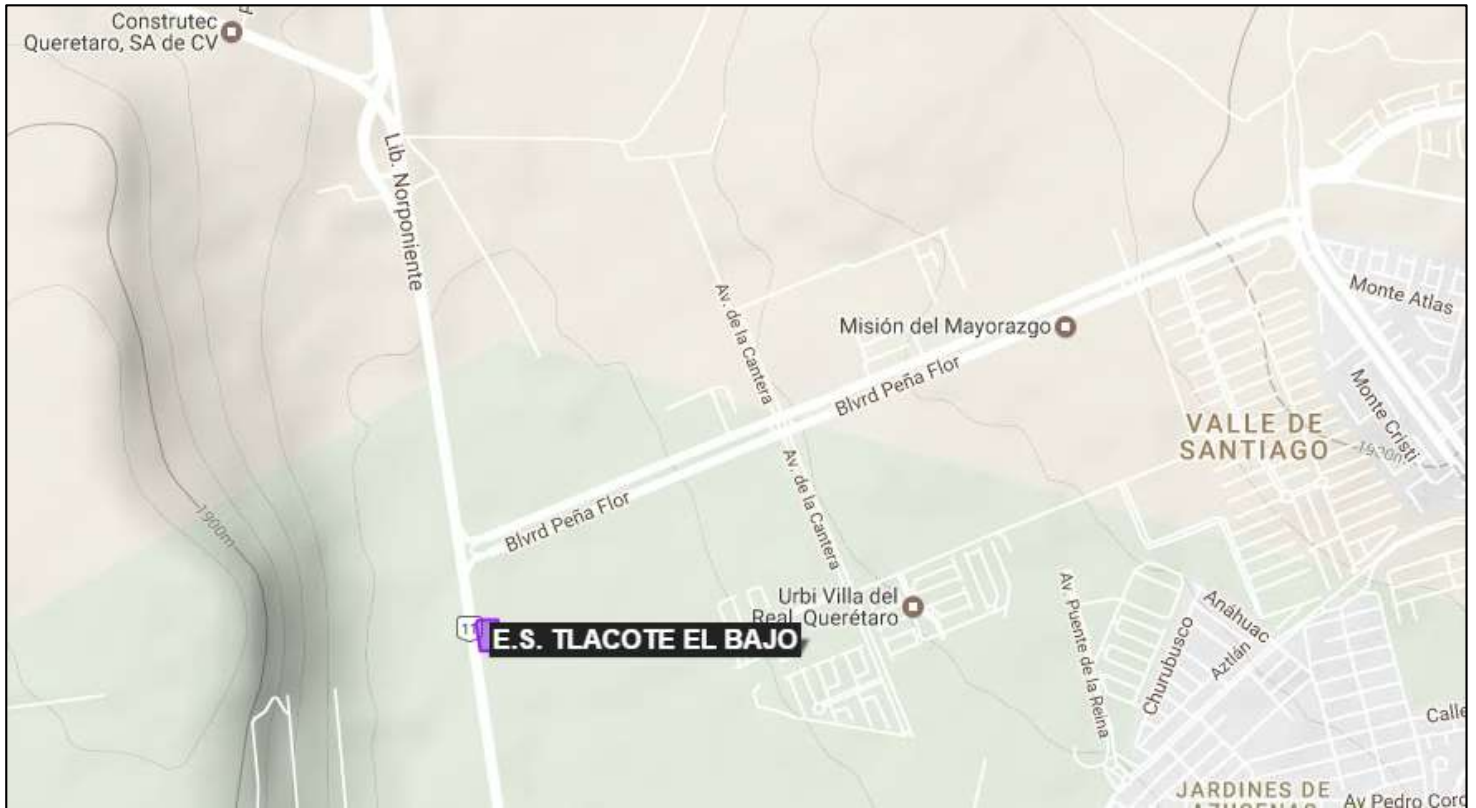 Construtec
Queretaro, SA de CV
Lib. Norponiente
Av. de la Cantera
Misión del Mayorazgo
Blvrd Peña Flor
Monte Atlas
Monte Cristi
VALLE DE
SANTIAGO
1900m
1900m
Av. de la Cantera
Blvrd Peña Flor
E.S. TLACOTE EL BAJO
Urbi Villa del
Real, Querétaro
Av. Puente de la Reina
Churubusco
Anáhuac
Aztlán
Calle
JARDINES DE
Av Pedro